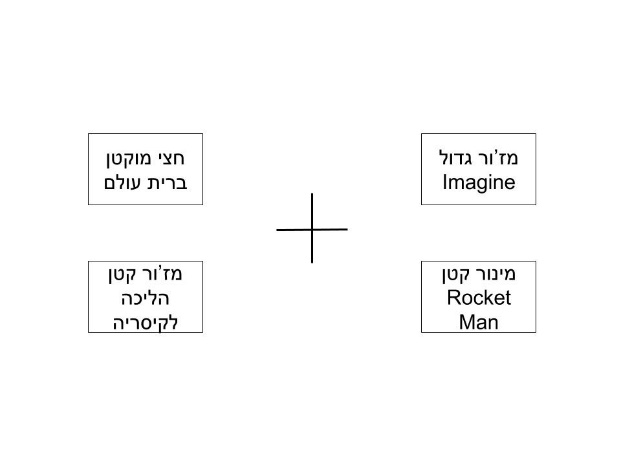 מז'ור גדול
Imagine
חצי מוקטן
ברית עולם
מינור קטן
Rocket
Man
מז'ור קטן
הליכה
לקיסריה